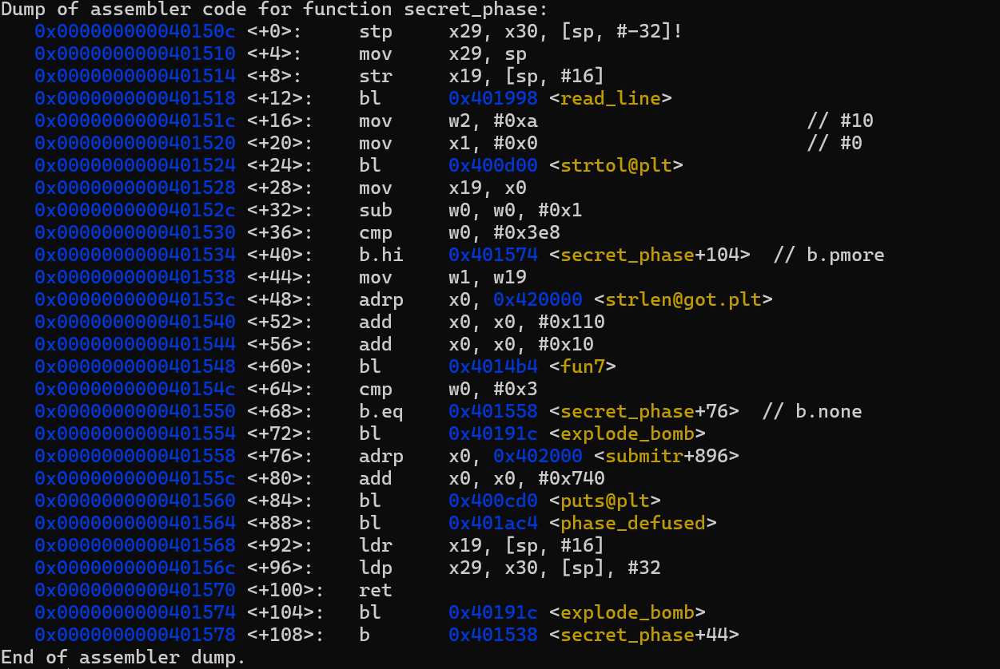 Dump of assembler code for function secret_phase:
   0x000000000040150c <+0>:     stp     x29, x30, [sp, #-32]!
   0x0000000000401510 <+4>:     mov     x29, sp
   0x0000000000401514 <+8>:     str     x19, [sp, #16]
   0x0000000000401518 <+12>:    bl      0x401998 <read_line>
   0x000000000040151c <+16>:    mov     w2, #0xa                        // #10
   0x0000000000401520 <+20>:    mov     x1, #0x0                        // #0
   0x0000000000401524 <+24>:    bl      0x400d00 <strtol@plt>
   0x0000000000401528 <+28>:    mov     x19, x0
   0x000000000040152c <+32>:    sub     w0, w0, #0x1
   0x0000000000401530 <+36>:    cmp     w0, #0x3e8
   0x0000000000401534 <+40>:    b.hi    0x401574 <secret_phase+104>  // b.pmore
   0x0000000000401538 <+44>:    mov     w1, w19
   0x000000000040153c <+48>:    adrp    x0, 0x420000 <strlen@got.plt>
   0x0000000000401540 <+52>:    add     x0, x0, #0x110
   0x0000000000401544 <+56>:    add     x0, x0, #0x10
   0x0000000000401548 <+60>:    bl      0x4014b4 <fun7>
   0x000000000040154c <+64>:    cmp     w0, #0x3
   0x0000000000401550 <+68>:    b.eq    0x401558 <secret_phase+76>  // b.none
   0x0000000000401554 <+72>:    bl      0x40191c <explode_bomb>
   0x0000000000401558 <+76>:    adrp    x0, 0x402000 <submitr+896>
   0x000000000040155c <+80>:    add     x0, x0, #0x740
   0x0000000000401560 <+84>:    bl      0x400cd0 <puts@plt>
   0x0000000000401564 <+88>:    bl      0x401ac4 <phase_defused>
   0x0000000000401568 <+92>:    ldr     x19, [sp, #16]
   0x000000000040156c <+96>:    ldp     x29, x30, [sp], #32
   0x0000000000401570 <+100>:   ret
   0x0000000000401574 <+104>:   bl      0x40191c <explode_bomb>
   0x0000000000401578 <+108>:   b       0x401538 <secret_phase+44>
End of assembler dump.